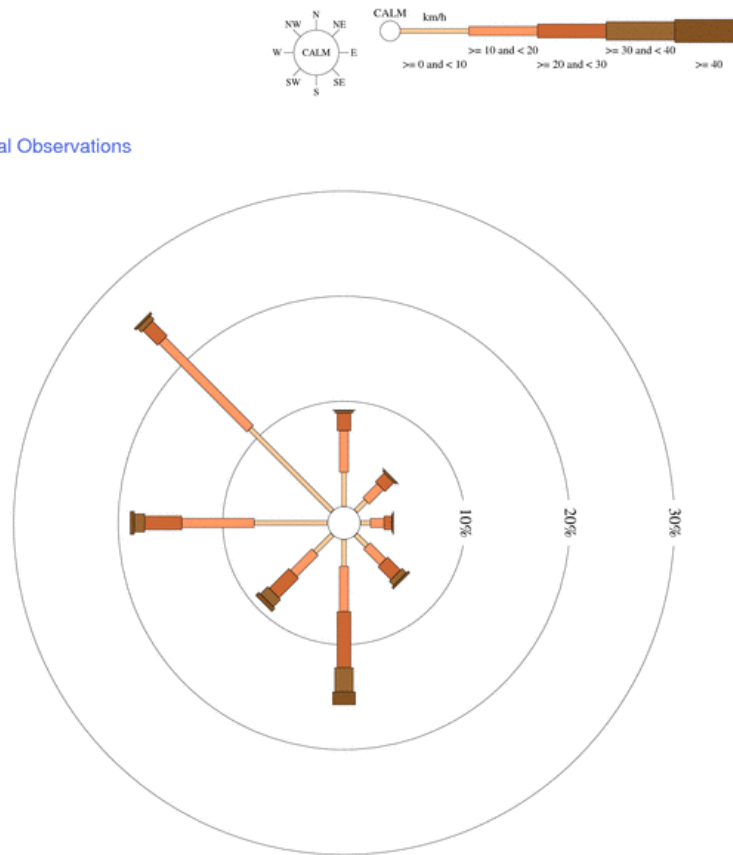 N
NW NE
W CALM E
SW SE
S
CALM km/h
>= 10 and < 20 >= 30 and < 40
>= 0 and < 10 >= 20 and < 30 >= 40
al Observations
10% 20% 30%